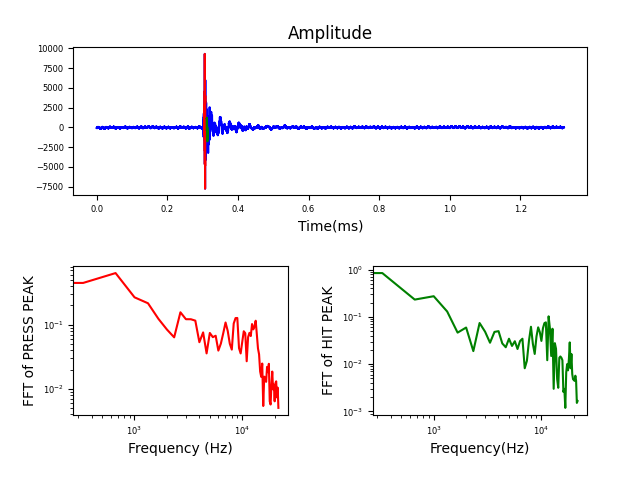 Amplitude
10000
7500
5000
2500
0
−2500
−5000
−7500
0.0 0.2 0.4 0.6 0.8 1.0 1.2
Time(ms)
FFT of PRESS PEAK
10⁻¹
10⁻²
10³ 10⁴
Frequency (Hz)
FFT of HIT PEAK
10⁰
10⁻¹
10⁻²
10⁻³
10³ 10⁴
Frequency(Hz)